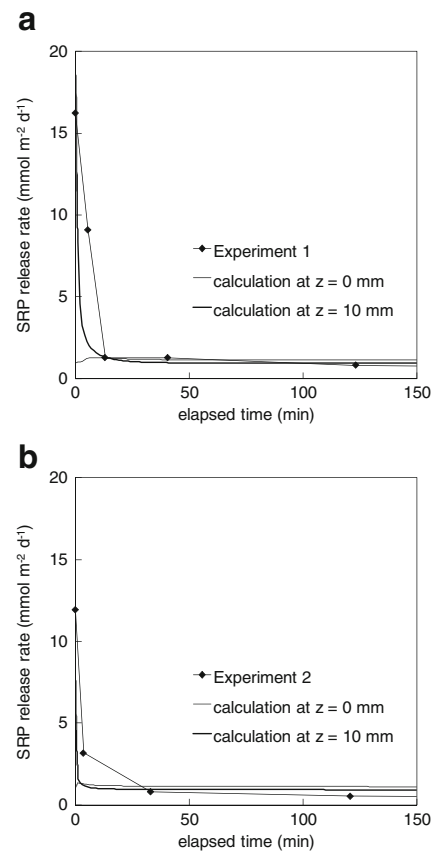 a
20
15
10
5
0
SRP release rate (mmol m⁻² d⁻¹)
Experiment 1
calculation at z = 0 mm
calculation at z = 10 mm
0 50 100 150
elapsed time (min)
b
20
15
10
5
0
SRP release rate (mmol m⁻² d⁻¹)
Experiment 2
calculation at z = 0 mm
calculation at z = 10 mm
0 50 100 150
elapsed time (min)